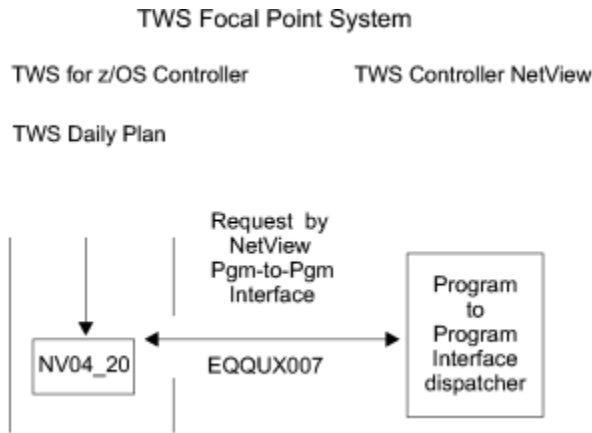 TWS Focal Point System
TWS for z/OS Controller
TWS Controller NetView
TWS Daily Plan
Request by
NetView
Pgm-to-Pgm
Interface
NV04_20
EQQUX007
Program
to
Program
Interface
dispatcher